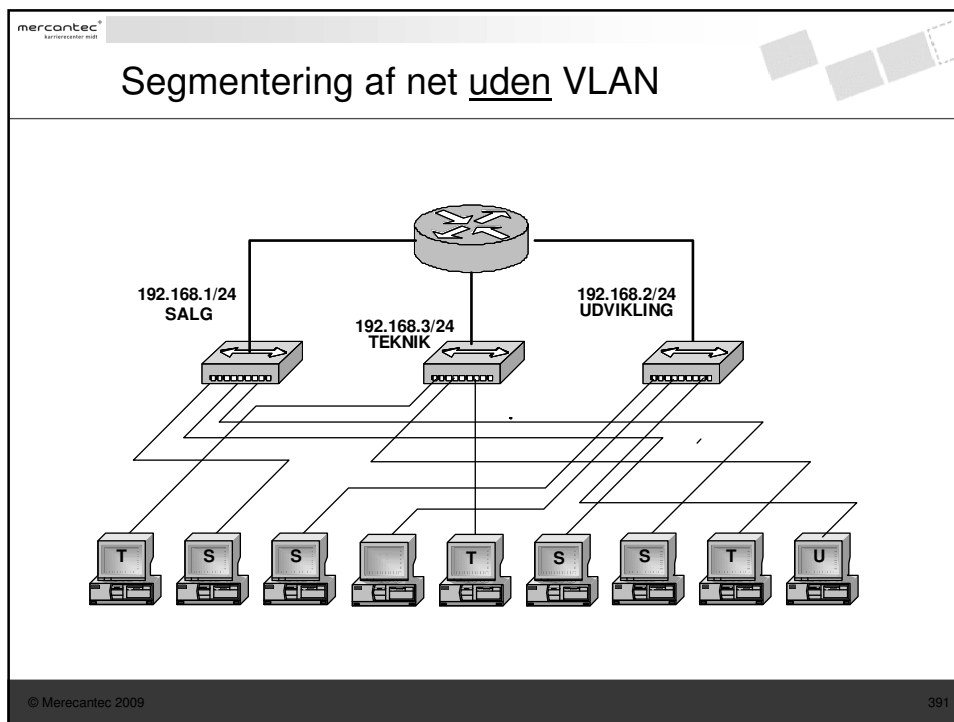 mercantec+
karrierecenter midt
Segmentering af net uden VLAN
192.168.1/24
SALG
192.168.3/24
TEKNIK
192.168.2/24
UDVIKLING
T
S
S
T
S
S
T
U
© Merecantec 2009
391